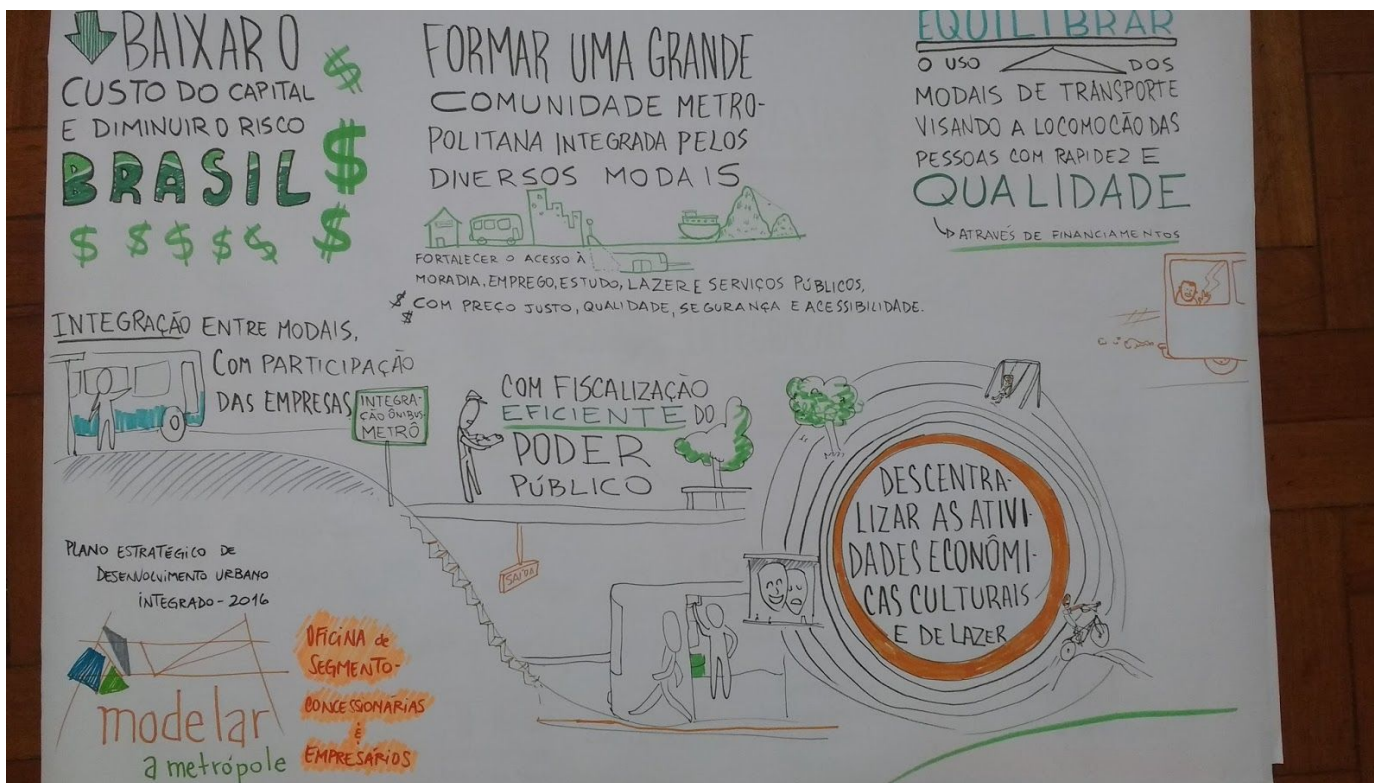 BAIXAR O
CUSTO DO CAPITAL
E DIMINUIR O RISCO
BRASIL
$
$
$
$ $ $ $ $
FORMAR UMA GRANDE
COMUNIDADE METRO-
POLITANA INTEGRADA PELOS
DIVERSOS MODAIS
FORTALECER O ACESSO À
MORADIA, EMPREGO, ESTUDO, LAZER E SERVIÇOS PÚBLICOS,
$ COM PREÇO JUSTO, QUALIDADE, SEGURANÇA E ACESSIBILIDADE.
$
EQUILIBRAR
O USO DOS
MODAIS DE TRANSPORTE
VISANDO A LOCOMOCÃO DAS
PESSOAS COM RAPIDEZ E
QUALIDADE
ATRAVÉS DE FINANCIAMENTOS
INTEGRAÇÃO ENTRE MODAIS,
COM PARTICIPAÇÃO
DAS EMPRESAS
INTEGRA-
ÇÃO ÔNIBUS-
METRÔ
COM FISCALIZAÇÃO
EFICIENTE DO
PODER
PÚBLICO
SAÍDA
DESCENTRA-
LIZAR AS ATIVI-
DADES ECONÔMI-
CAS CULTURAIS
E DE LAZER
PLANO ESTRATÉGICO DE
DESENVOLVIMENTO URBANO
INTEGRADO - 2016
modelar
a metrópole
OFICINA de
SEGMENTO-
CONCESSIONÁRIAS
E
EMPRESÁRIOS